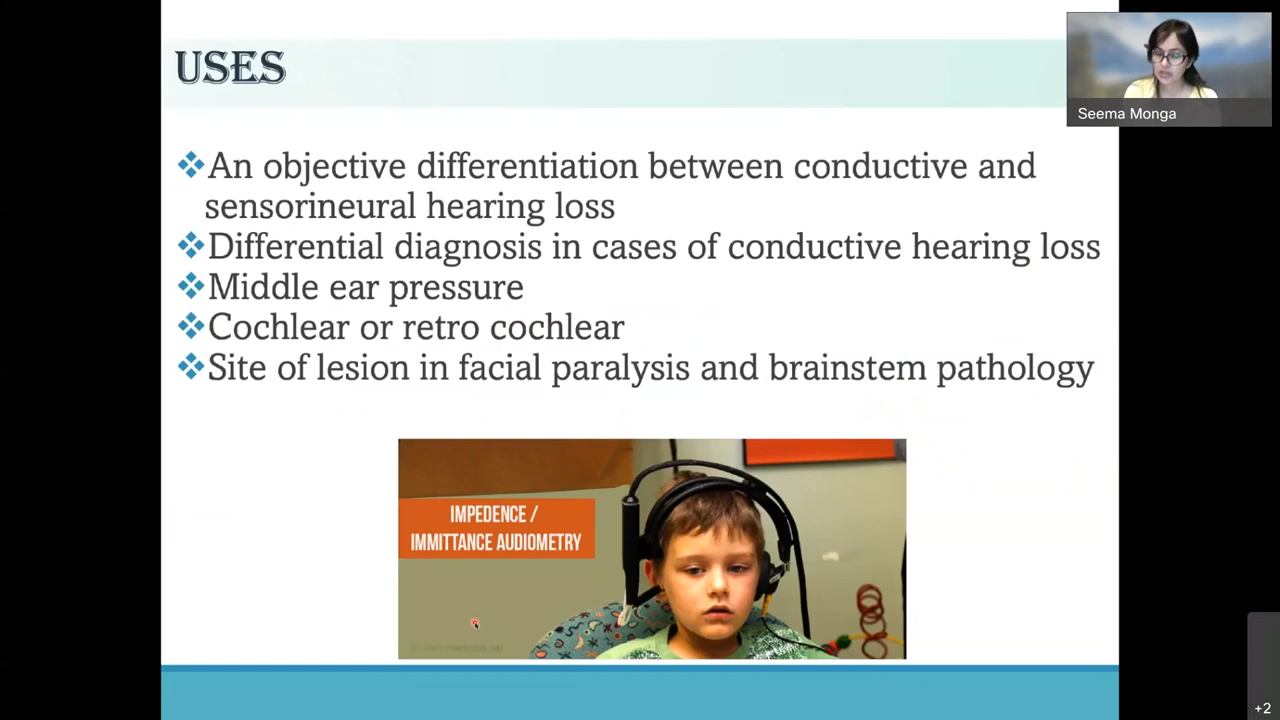 USES
Seema Monga
❖An objective differentiation between conductive and
sensorineural hearing loss
❖Differential diagnosis in cases of conductive hearing loss
❖Middle ear pressure
❖Cochlear or retro cochlear
❖Site of lesion in facial paralysis and brainstem pathology
IMPEDENCE /
IMMITTANCE AUDIOMETRY
+2